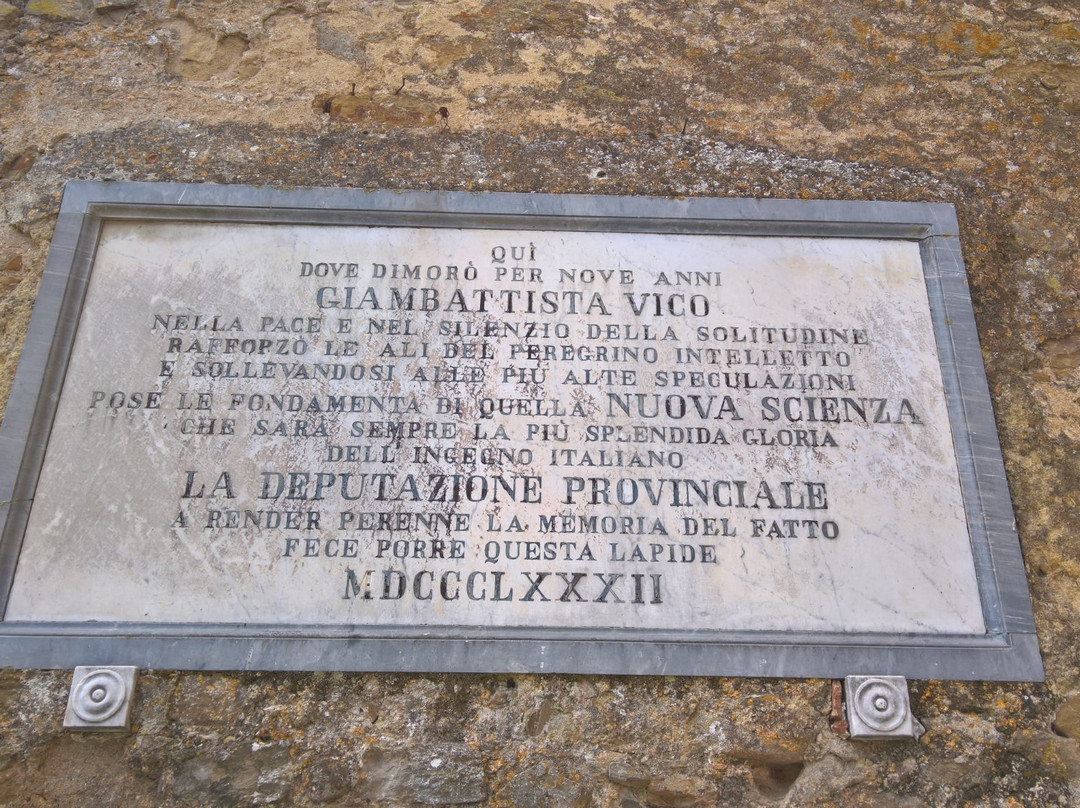 QUÌ
DOVE DIMORÒ PER NOVE ANNI
GIAMBATTISTA VICO
NELLA PACE E NEL SILENZIO DELLA SOLITUDINE
RAFFORZÒ LE ALI DEL PEREGRINO INTELLETTO
E SOLLEVANDOSI ALLE PIÙ ALTE SPECULAZIONI
POSE LE FONDAMENTA DI QUELLA NUOVA SCIENZA
CHE SARÀ SEMPRE LA PIÙ SPLENDIDA GLORIA
DELL' INGEGNO ITALIANO
LA DEPUTAZIONE PROVINCIALE
A RENDER PERENNE LA MEMORIA DEL FATTO
FECE PORRE QUESTA LAPIDE
MDCCCLXXXII